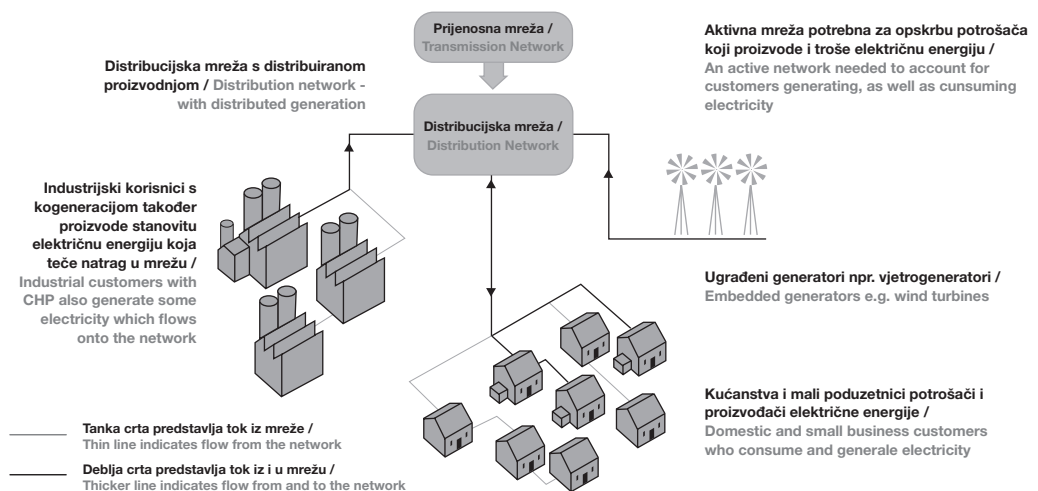 Prijenosna mreža /
Transmission Network
Aktivna mreža potrebna za opskrbu potrošača
koji proizvode i troše električnu energiju /
An active network needed to account for
customers generating, as well as cunsuming
electricity
Distribucijska mreža s distribuiranom
proizvodnjom / Distribution network -
with distributed generation
Distribucijska mreža /
Distribution Network
Industrijski korisnici s
kogeneracijom također
proizvode stanovitu
električnu energiju koja
teče natrag u mrežu /
Industrial customers with
CHP also generate some
electricity which flows
onto the network
Ugrađeni generatori npr. vjetrogeneratori /
Embedded generators e.g. wind turbines
Kućanstva i mali poduzetnici potrošači i
proizvođači električne energije /
Domestic and small business customers
who consume and generale electricity
Tanka crta predstavlja tok iz mreže /
Thin line indicates flow from the network
Deblja crta predstavlja tok iz i u mrežu /
Thicker line indicates flow from and to the network